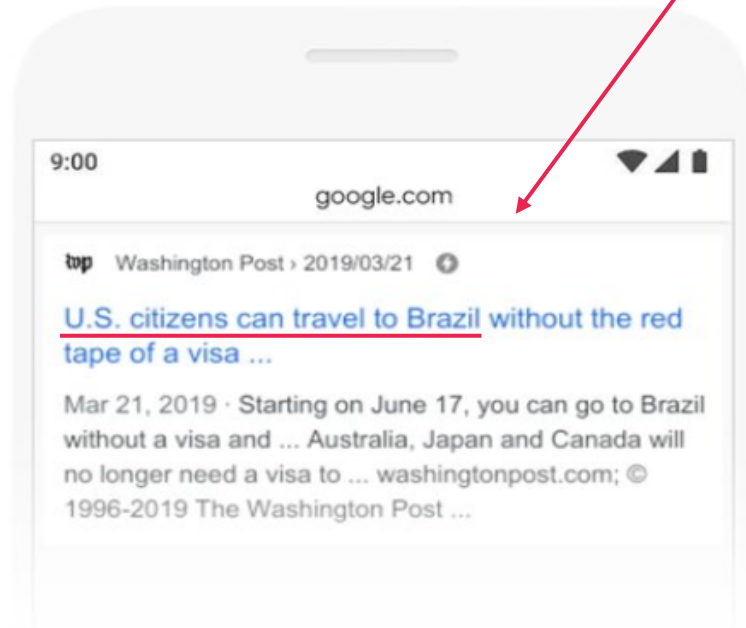 9:00
google.com
wp Washington Post › 2019/03/21
U.S. citizens can travel to Brazil without the red
tape of a visa ...
Mar 21, 2019 · Starting on June 17, you can go to Brazil
without a visa and ... Australia, Japan and Canada will
no longer need a visa to ... washingtonpost.com; ©
1996-2019 The Washington Post ...